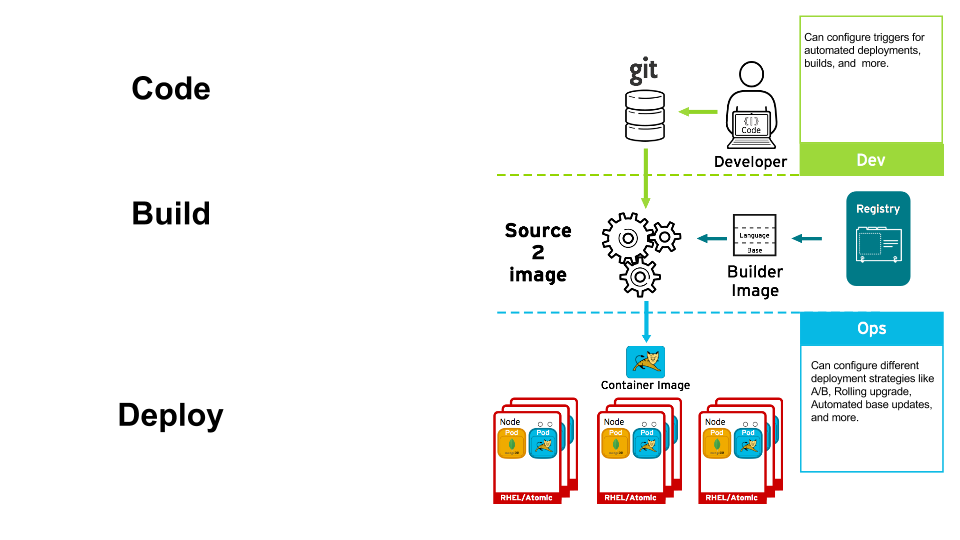 Code
git
{ }
Code
Developer
Can configure triggers for
automated deployments,
builds, and more.
Dev
Build
Source
2
image
Language
Base
Builder
Image
Registry
Ops
Can configure different
deployment strategies like
A/B, Rolling upgrade,
Automated base updates,
and more.
Container Image
Deploy
Node
Pod
Pod
RHEL/Atomic
Node
Pod
Pod
RHEL/Atomic
Node
Pod
Pod
RHEL/Atomic